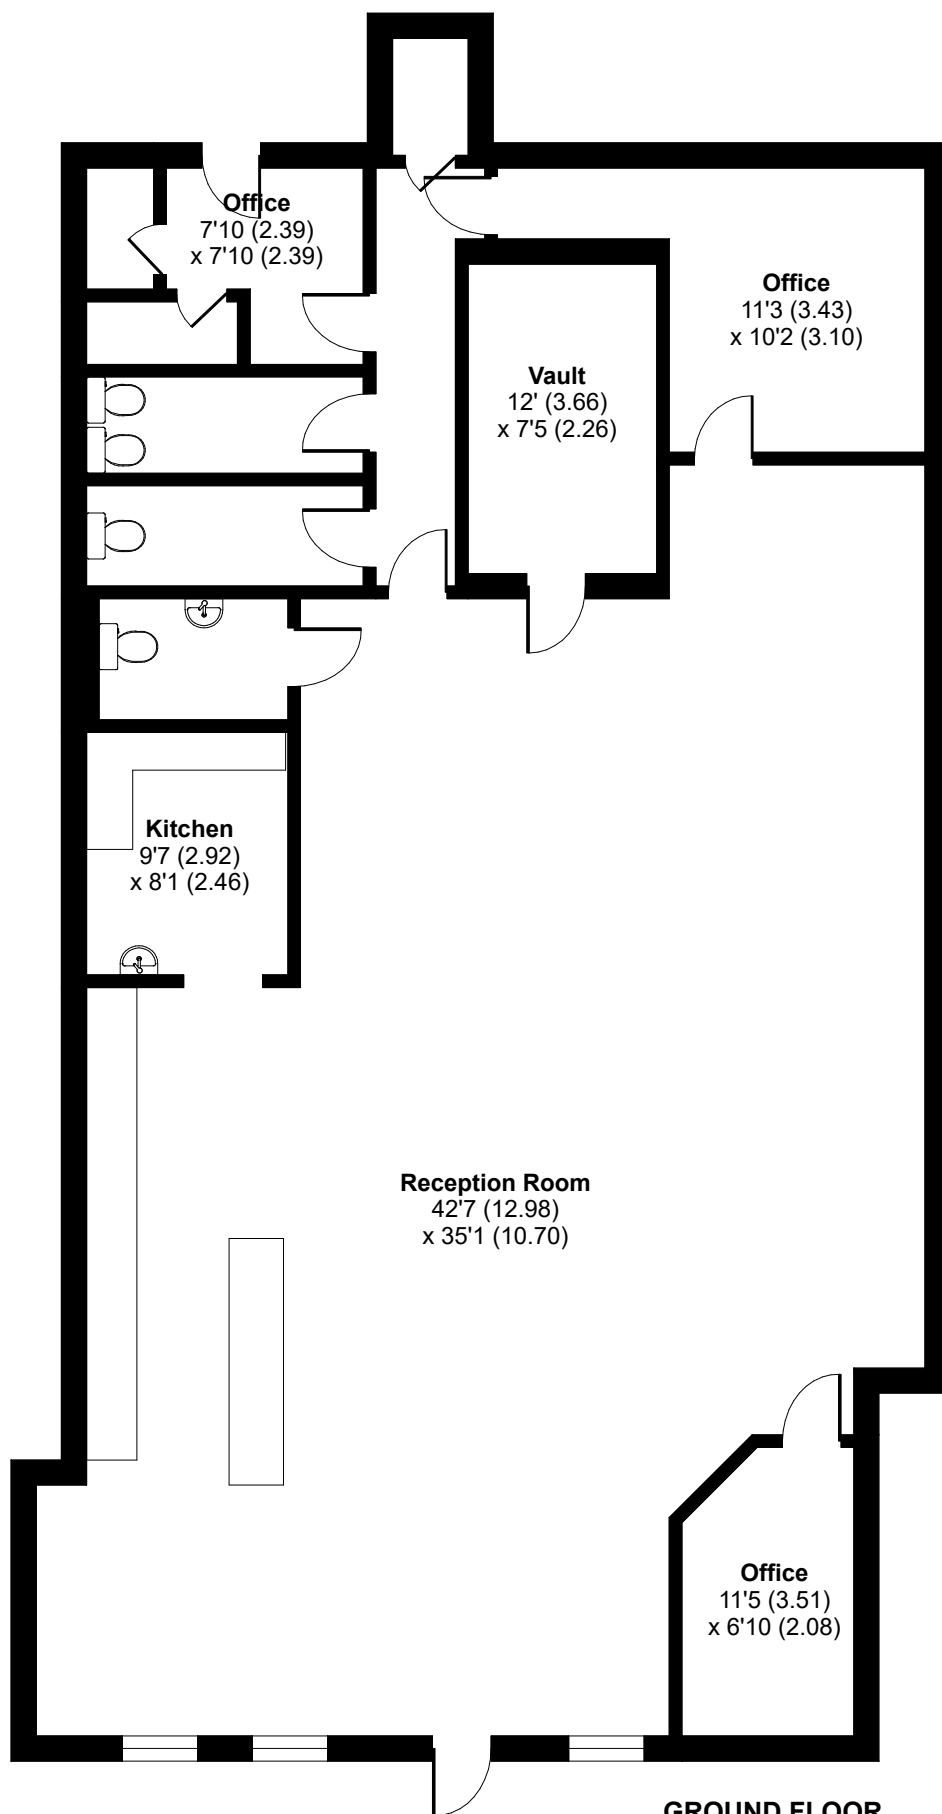 Office
7'10 (2.39)
x 7'10 (2.39)
Office
11'3 (3.43)
x 10'2 (3.10)
Vault
12' (3.66)
x 7'5 (2.26)
Kitchen
9'7 (2.92)
x 8'1 (2.46)
Reception Room
42'7 (12.98)
x 35'1 (10.70)
Office
11'5 (3.51)
x 6'10 (2.08)
GROUND FLOOR